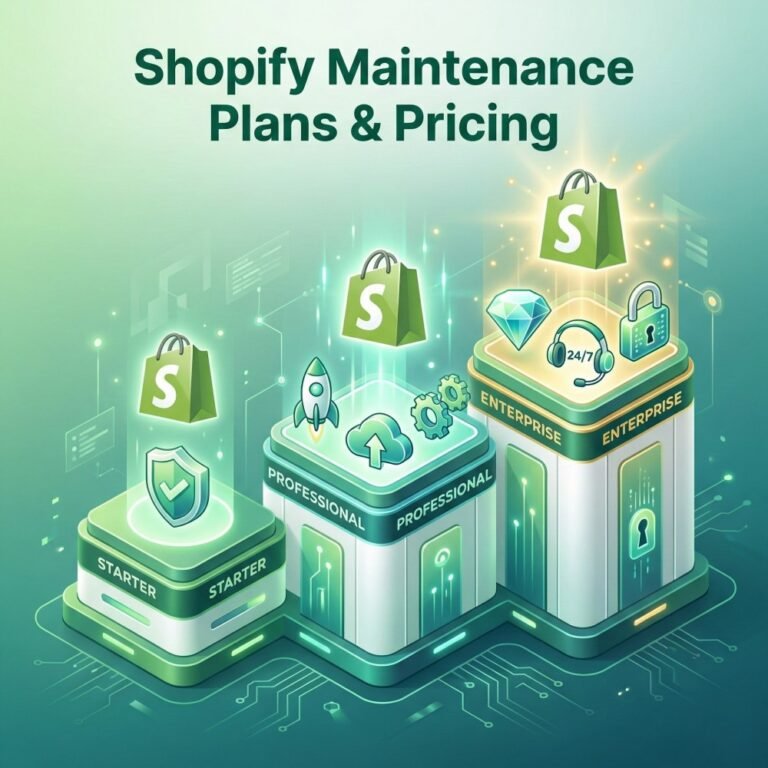 Shopify Maintenance
Plans & Pricing
S
S
S
24/7
ENTERPRISE
ENTERPRISE
PROFESSIONAL
PROFESSIONAL
STARTER
STARTER